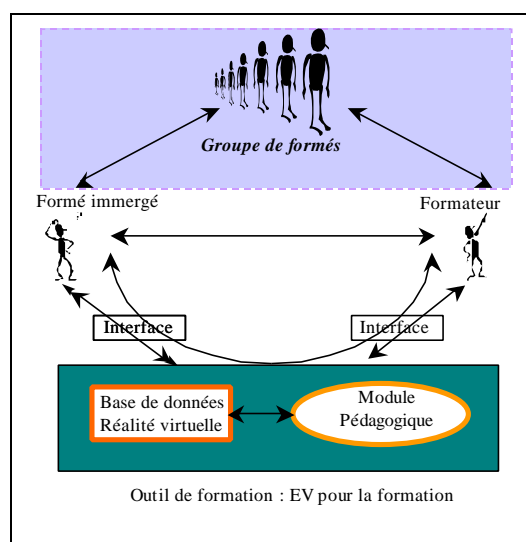 Groupe de formés
Formé immergé
Formateur
Interface
Interface
Base de données
Réalité virtuelle
Module
Pédagogique
Outil de formation : EV pour la formation